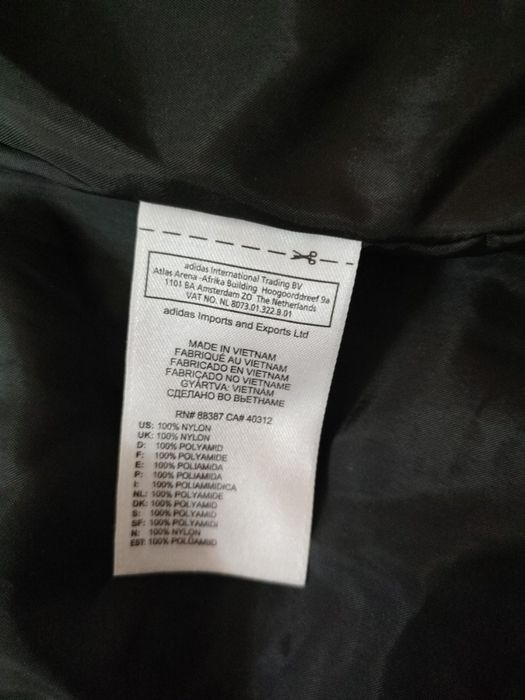 adidas International Trading BV
Atlas Arena -Afrika Building Hoogoorddreef 9a
1101 BA Amsterdam ZO The Netherlands
VAT NO. NL 8073.01.322.B.01
adidas Imports and Exports Ltd
MADE IN VIETNAM
FABRIQUÉ AU VIETNAM
FABRICADO EN VIETNAM
FABRICADO NO VIETNAME
GYÁRTVA: VIETNÁM
СДЕЛАНО ВО ВЬЕТНАМЕ
RN# 88387 CA# 40312
US: 100% NYLON
UK: 100% NYLON
D: 100% POLYAMID
F: 100% POLYAMIDE
E: 100% POLIAMIDA
P: 100% POLIAMIDA
I: 100% POLIAMMIDICA
NL: 100% POLYAMIDE
DK: 100% POLYAMID
S: 100% POLYAMID
SF: 100% POLYAMIDI
N: 100% NYLON
EST: 100% POLÜAMIID